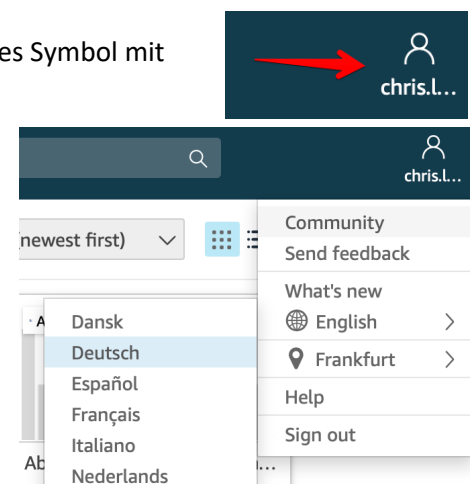 es Symbol mit
chris.l...
chris.l...
(newest first)
Community
Send feedback
What's new
English
Frankfurt
Help
Sign out
A
Dansk
Deutsch
Español
Français
Italiano
Nederlands
Ab
...